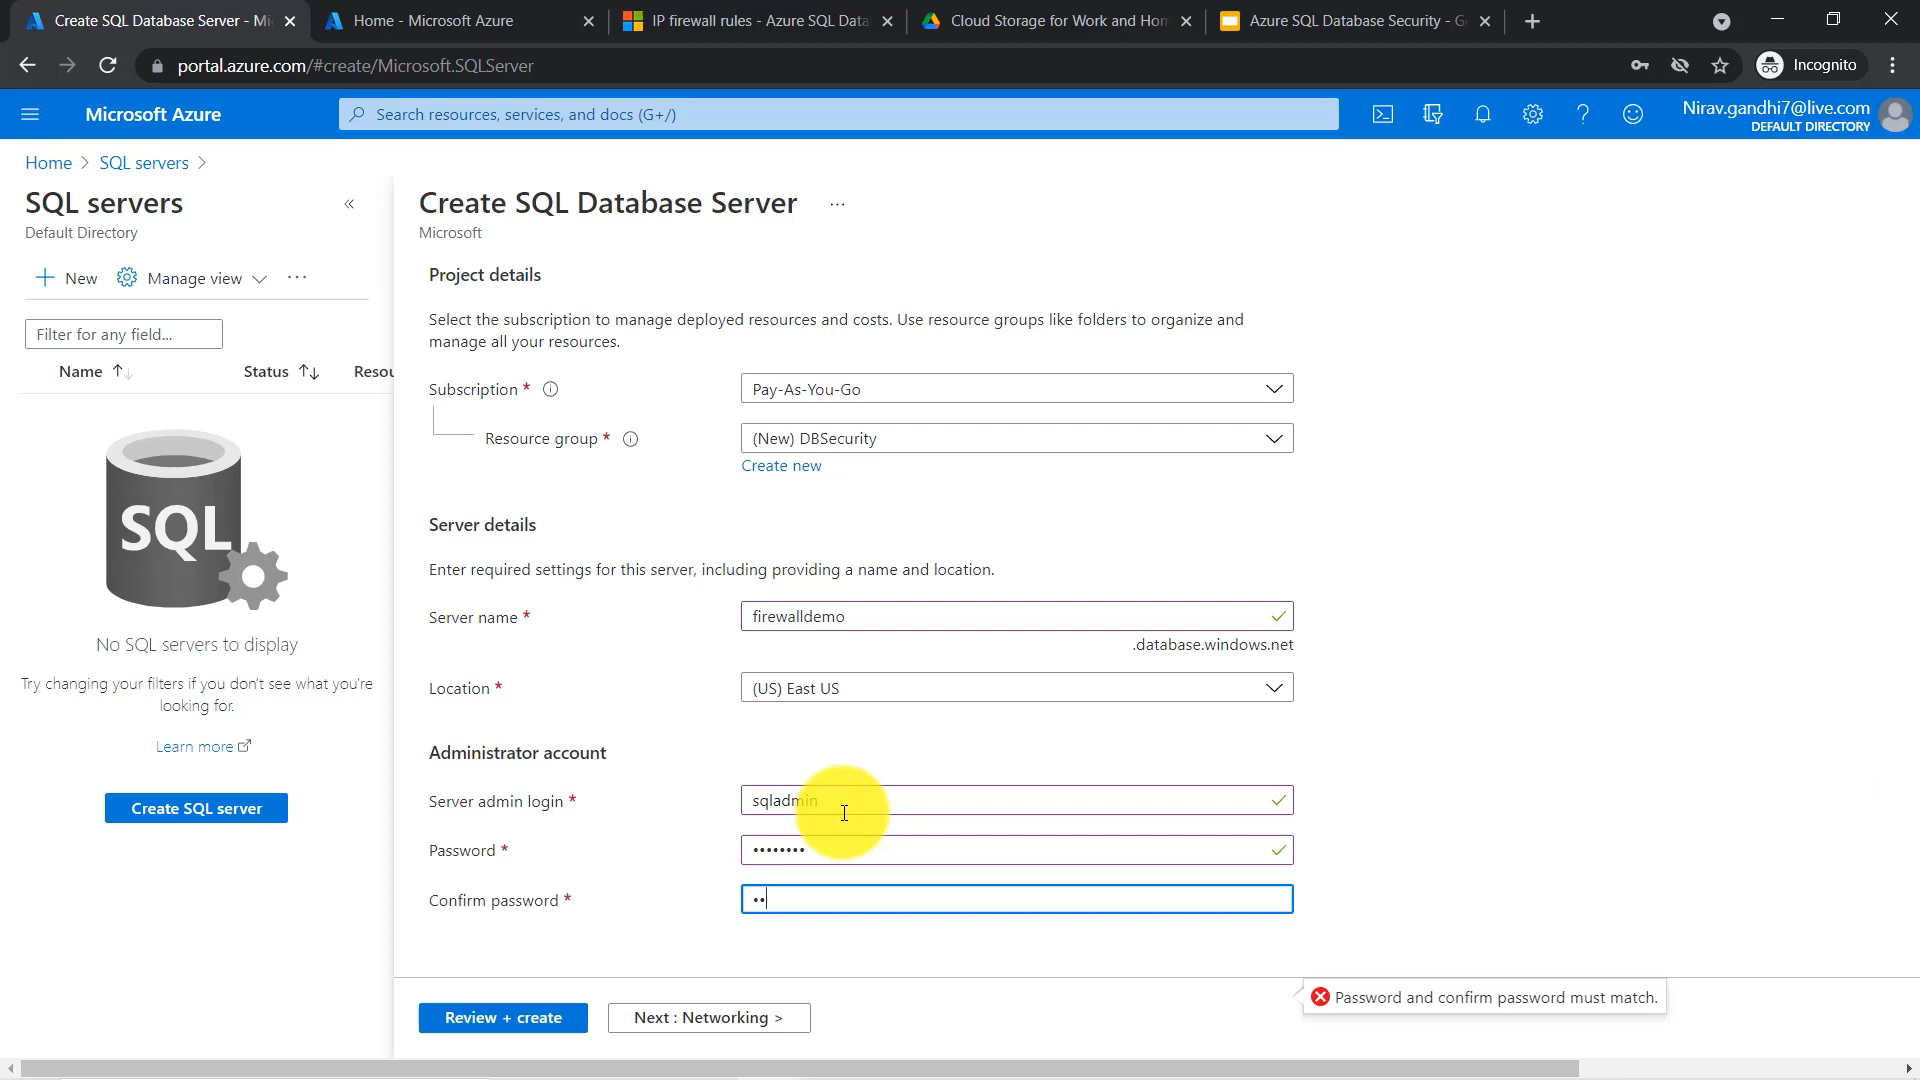 Create SQL Database Server - Mi
Home - Microsoft Azure
IP firewall rules - Azure SQL Data
Cloud Storage for Work and Hom
Azure SQL Database Security - G
portal.azure.com/#create/Microsoft.SQLServer
Incognito
Microsoft Azure
Search resources, services, and docs (G+/)
Nirav.gandhi7@live.com
DEFAULT DIRECTORY
Home > SQL servers >
SQL servers
Default Directory
New
Manage view
Filter for any field...
Name
Status
Resou
SQL
No SQL servers to display
Try changing your filters if you don't see what you're
looking for.
Learn more
Create SQL server
Create SQL Database Server
Microsoft
Project details
Select the subscription to manage deployed resources and costs. Use resource groups like folders to organize and
manage all your resources.
Subscription *
Pay-As-You-Go
Resource group *
(New) DBSecurity
Create new
Server details
Enter required settings for this server, including providing a name and location.
Server name *
firewalldemo
.database.windows.net
Location *
(US) East US
Administrator account
Server admin login *
sqladmin
Password *
••••••••
Confirm password *
••
Password and confirm password must match.
Review + create
Next : Networking >